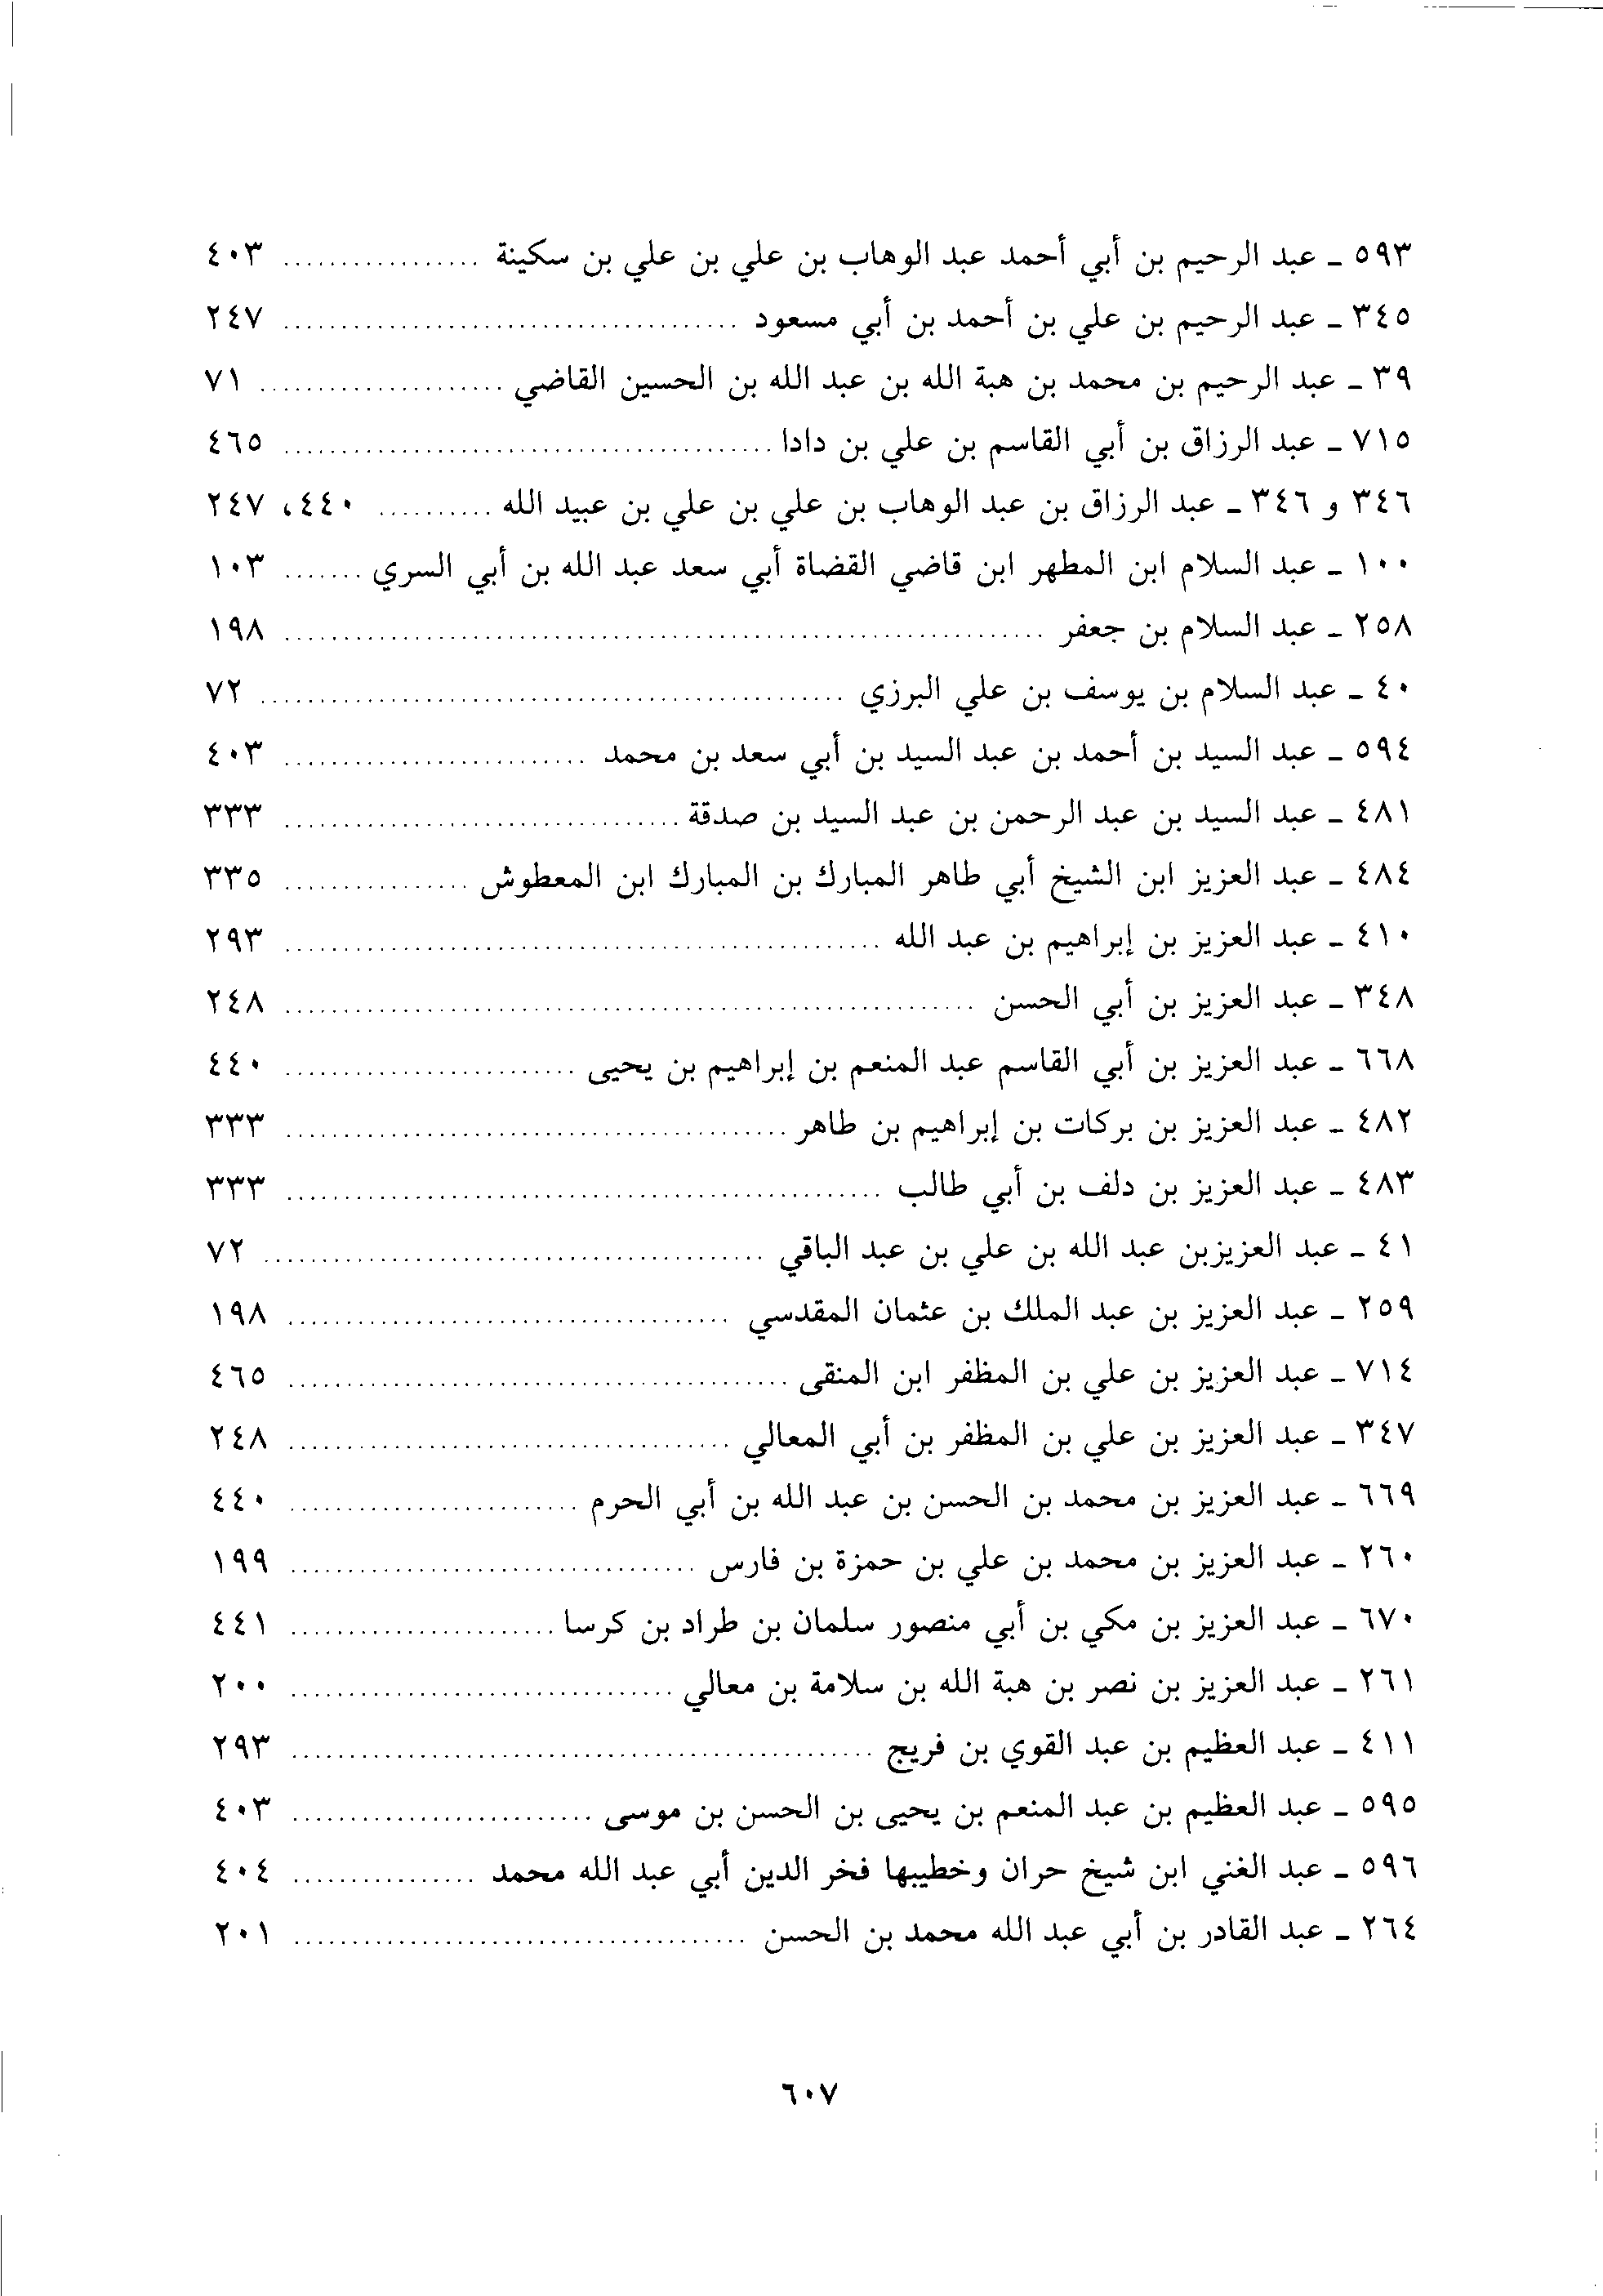 ٥٩٣ ـ عبد الرحيم بن أبي أحمد عبد الوهاب بن علي بن علي بن سكينة ................. ٤٠٣
٣٤٥ ـ عبد الرحيم بن علي بن أحمد بن أبي مسعود ....................................... ٢٤٧
٣٩ ـ عبد الرحيم بن محمد بن هبة الله بن عبد الله بن الحسين القاضي ..................... ٧١
٧١٥ ـ عبد الرزاق بن أبي القاسم بن علي بن دادا .......................................... ٤٦٥
٣٤٦ و ٣٤٦ ـ عبد الرزاق بن عبد الوهاب بن علي بن علي بن عبيد الله .......... ٤٤٠، ٢٤٧
١٠٠ ـ عبد السلام ابن المطهر ابن قاضي القضاة أبي سعد عبد الله بن أبي السري ....... ١٠٣
٢٥٨ ـ عبد السلام بن جعفر ................................................................. ١٩٨
٤٠ ـ عبد السلام بن يوسف بن علي البرزي .................................................. ٧٢
٥٩٤ ـ عبد السيد بن أحمد بن عبد السيد بن أبي سعد بن محمد .......................... ٤٠٣
٤٨١ ـ عبد السيد بن عبد الرحمن بن عبد السيد بن صدقة .................................. ٣٣٣
٤٨٤ ـ عبد العزيز ابن الشيخ أبي طاهر المبارك بن المبارك ابن المعطوش ................ ٣٣٥
٤١٠ ـ عبد العزيز بن إبراهيم بن عبد الله ................................................... ٢٩٣
٣٤٨ ـ عبد العزيز بن أبي الحسن ........................................................... ٢٤٨
٦٦٨ ـ عبد العزيز بن أبي القاسم عبد المنعم بن إبراهيم بن يحيى ......................... ٤٤٠
٤٨٢ ـ عبد العزيز بن بركات بن إبراهيم بن طاهر ........................................... ٣٣٣
٤٨٣ ـ عبد العزيز بن دلف بن أبي طالب ................................................... ٣٣٣
٤١ ـ عبد العزيزبن عبد الله بن علي بن عبد الباقي ........................................... ٧٢
٢٥٩ ـ عبد العزيز بن عبد الملك بن عثمان المقدسي ...................................... ١٩٨
٧١٤ ـ عبد العزيز بن علي بن المظفر ابن المنقى ........................................... ٤٦٥
٣٤٧ ـ عبد العزيز بن علي بن المظفر بن أبي المعالي ...................................... ٢٤٨
٦٦٩ ـ عبد العزيز بن محمد بن الحسن بن عبد الله بن أبي الحرم ......................... ٤٤٠
٢٦٠ ـ عبد العزيز بن محمد بن علي بن حمزة بن فارس ................................... ١٩٩
٦٧٠ ـ عبد العزيز بن مكي بن أبي منصور سلمان بن طراد بن كرسا ....................... ٤٤١
٢٦١ ـ عبد العزيز بن نصر بن هبة الله بن سلامة بن معالي ................................. ٢٠٠
٤١١ ـ عبد العظيم بن عبد القوي بن فريج .................................................. ٢٩٣
٥٩٥ ـ عبد العظيم بن عبد المنعم بن يحيى بن الحسن بن موسى .......................... ٤٠٣
٥٩٦ ـ عبد الغني ابن شيخ حران وخطيبها فخر الدين أبي عبد الله محمد ................ ٤٠٤
٢٦٤ ـ عبد القادر بن أبي عبد الله محمد بن الحسن ....................................... ٢٠١
٦٠٧